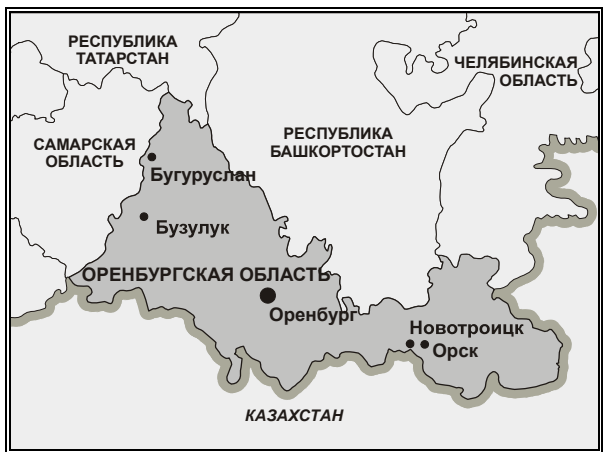 РЕСПУБЛИКА
ТАТАРСТАН
ЧЕЛЯБИНСКАЯ
ОБЛАСТЬ
САМАРСКАЯ
ОБЛАСТЬ
РЕСПУБЛИКА
БАШКОРТОСТАН
Бугуруслан
Бузулук
ОРЕНБУРГСКАЯ ОБЛАСТЬ
Оренбург
Новотроицк
Орск
КАЗАХСТАН